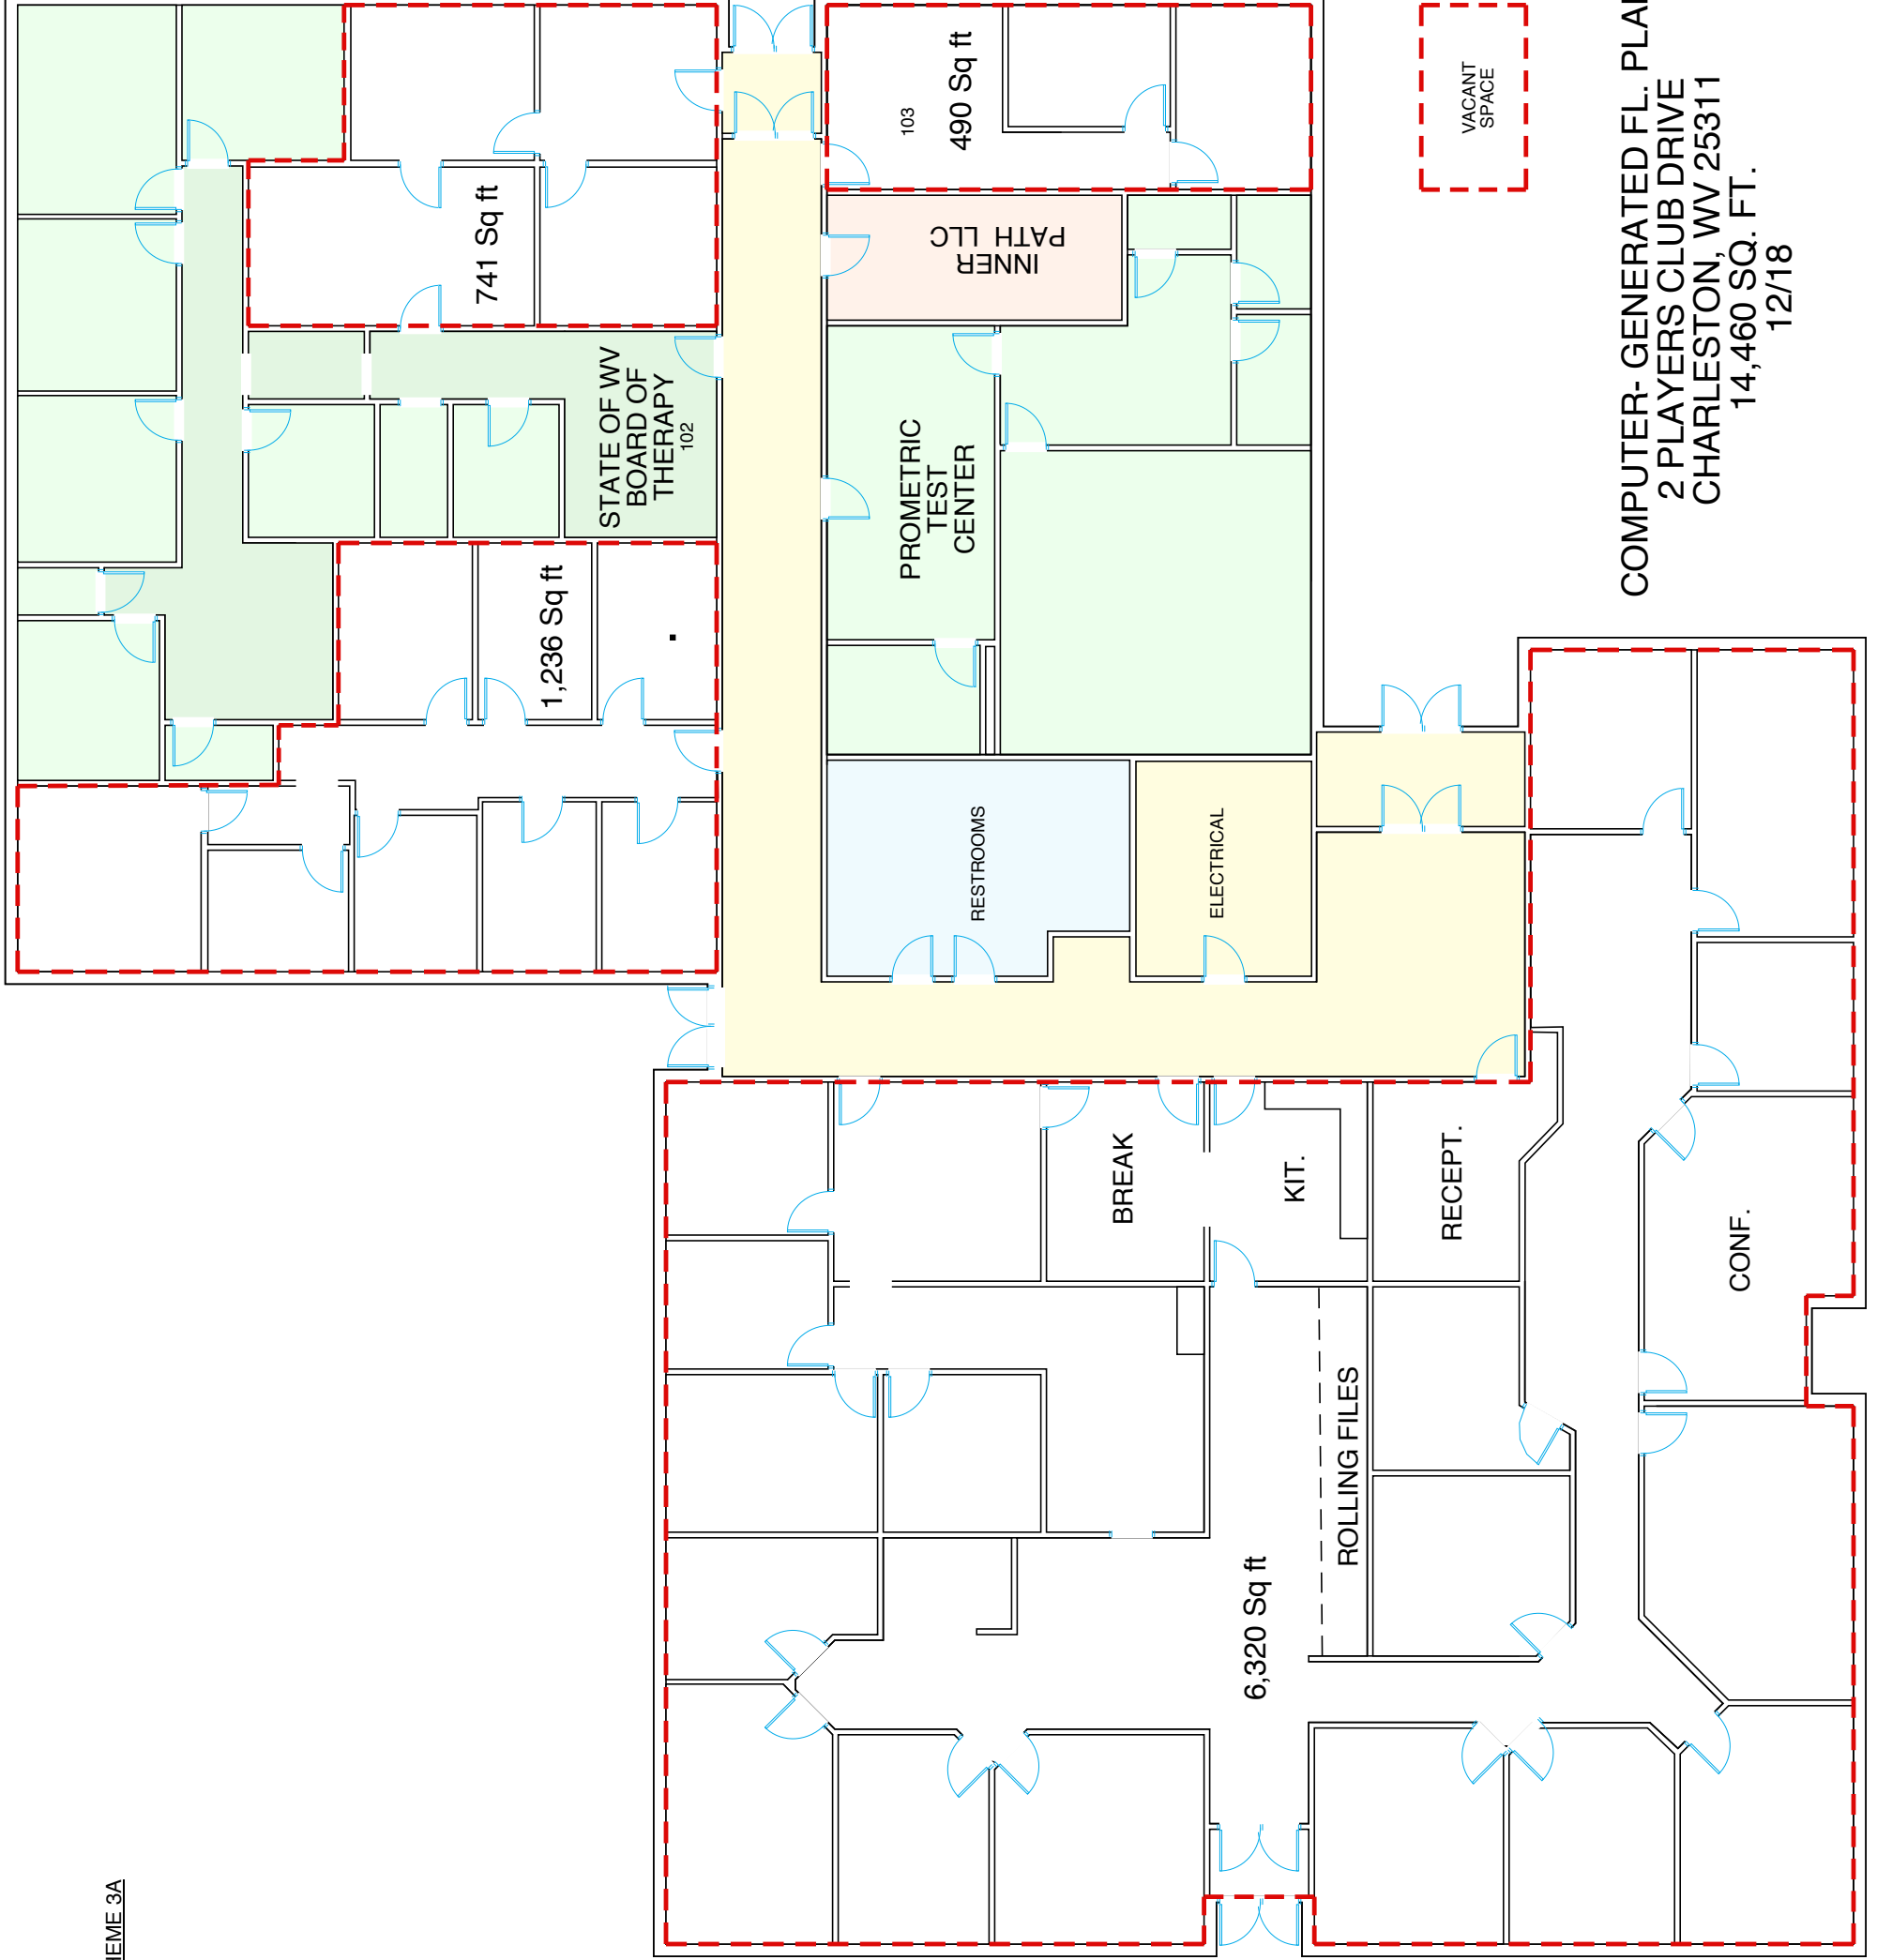 HEME 3A
741 Sq ft
STATE OF WV
BOARD OF
THERAPY
102
1,236 Sq ft
103
490 Sq ft
INNER
PATH LLC
PROMETRIC
TEST
CENTER
RESTROOMS
ELECTRICAL
BREAK
KIT.
RECEPT.
CONF.
ROLLING FILES
6,320 Sq ft
VACANT
SPACE
COMPUTER- GENERATED FL. PLA
2 PLAYERS CLUB DRIVE
CHARLESTON, WV 25311
14,460 SQ. FT.
12/18